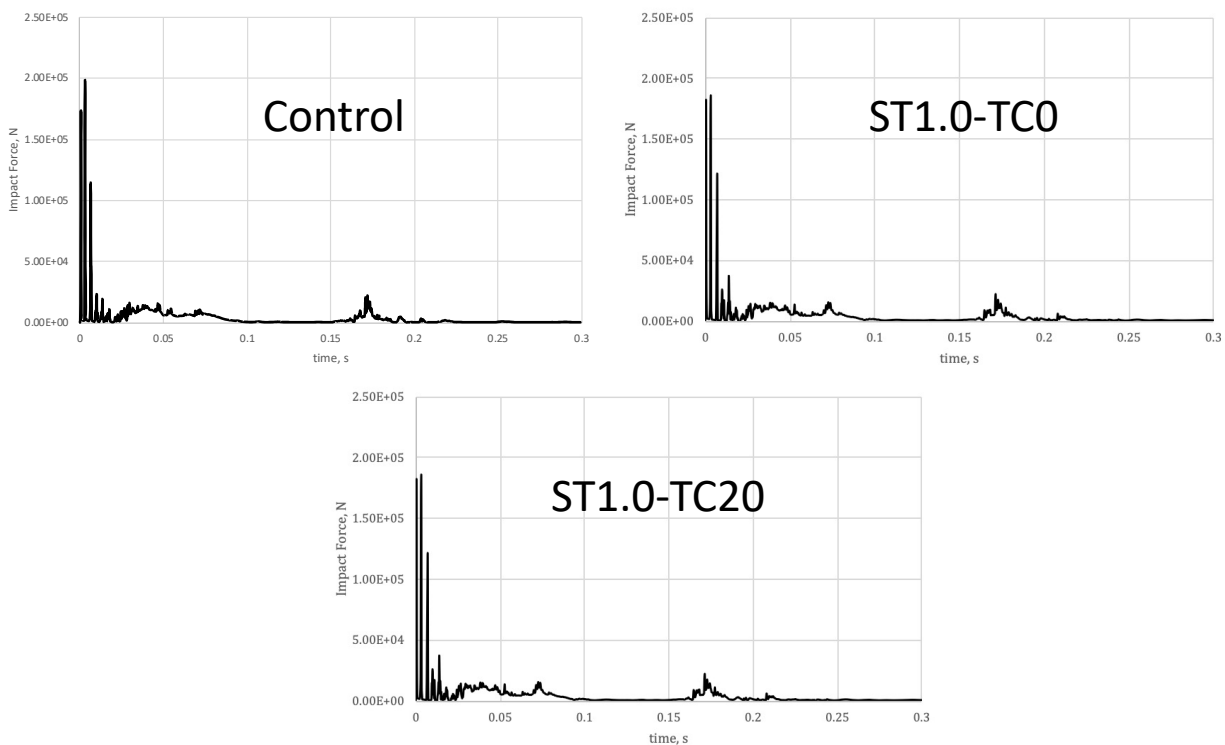 Control
Impact Force, N
2.50E+05
2.00E+05
1.50E+05
1.00E+05
5.00E+04
0.00E+00
0
0.05
0.1
0.15
0.2
0.25
0.3
time, s
ST1.0-TC0
Impact Force, N
2.50E+05
2.00E+05
1.50E+05
1.00E+05
5.00E+04
0.00E+00
0
0.05
0.1
0.15
0.2
0.25
0.3
time, s
ST1.0-TC20
Impact Force, N
2.50E+05
2.00E+05
1.50E+05
1.00E+05
5.00E+04
0.00E+00
0
0.05
0.1
0.15
0.2
0.25
0.3
time, s